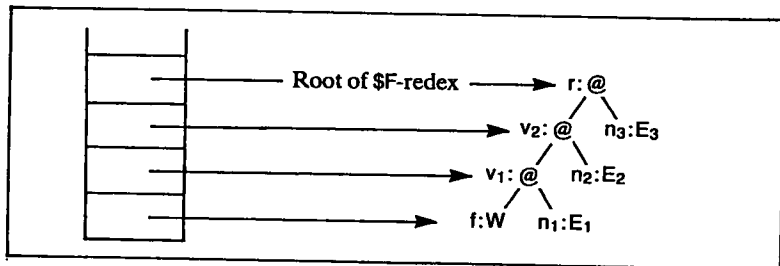 Root of $F-redex r: @
v₂: @ n₃:E₃
v₁: @ n₂:E₂
f:W n₁:E₁